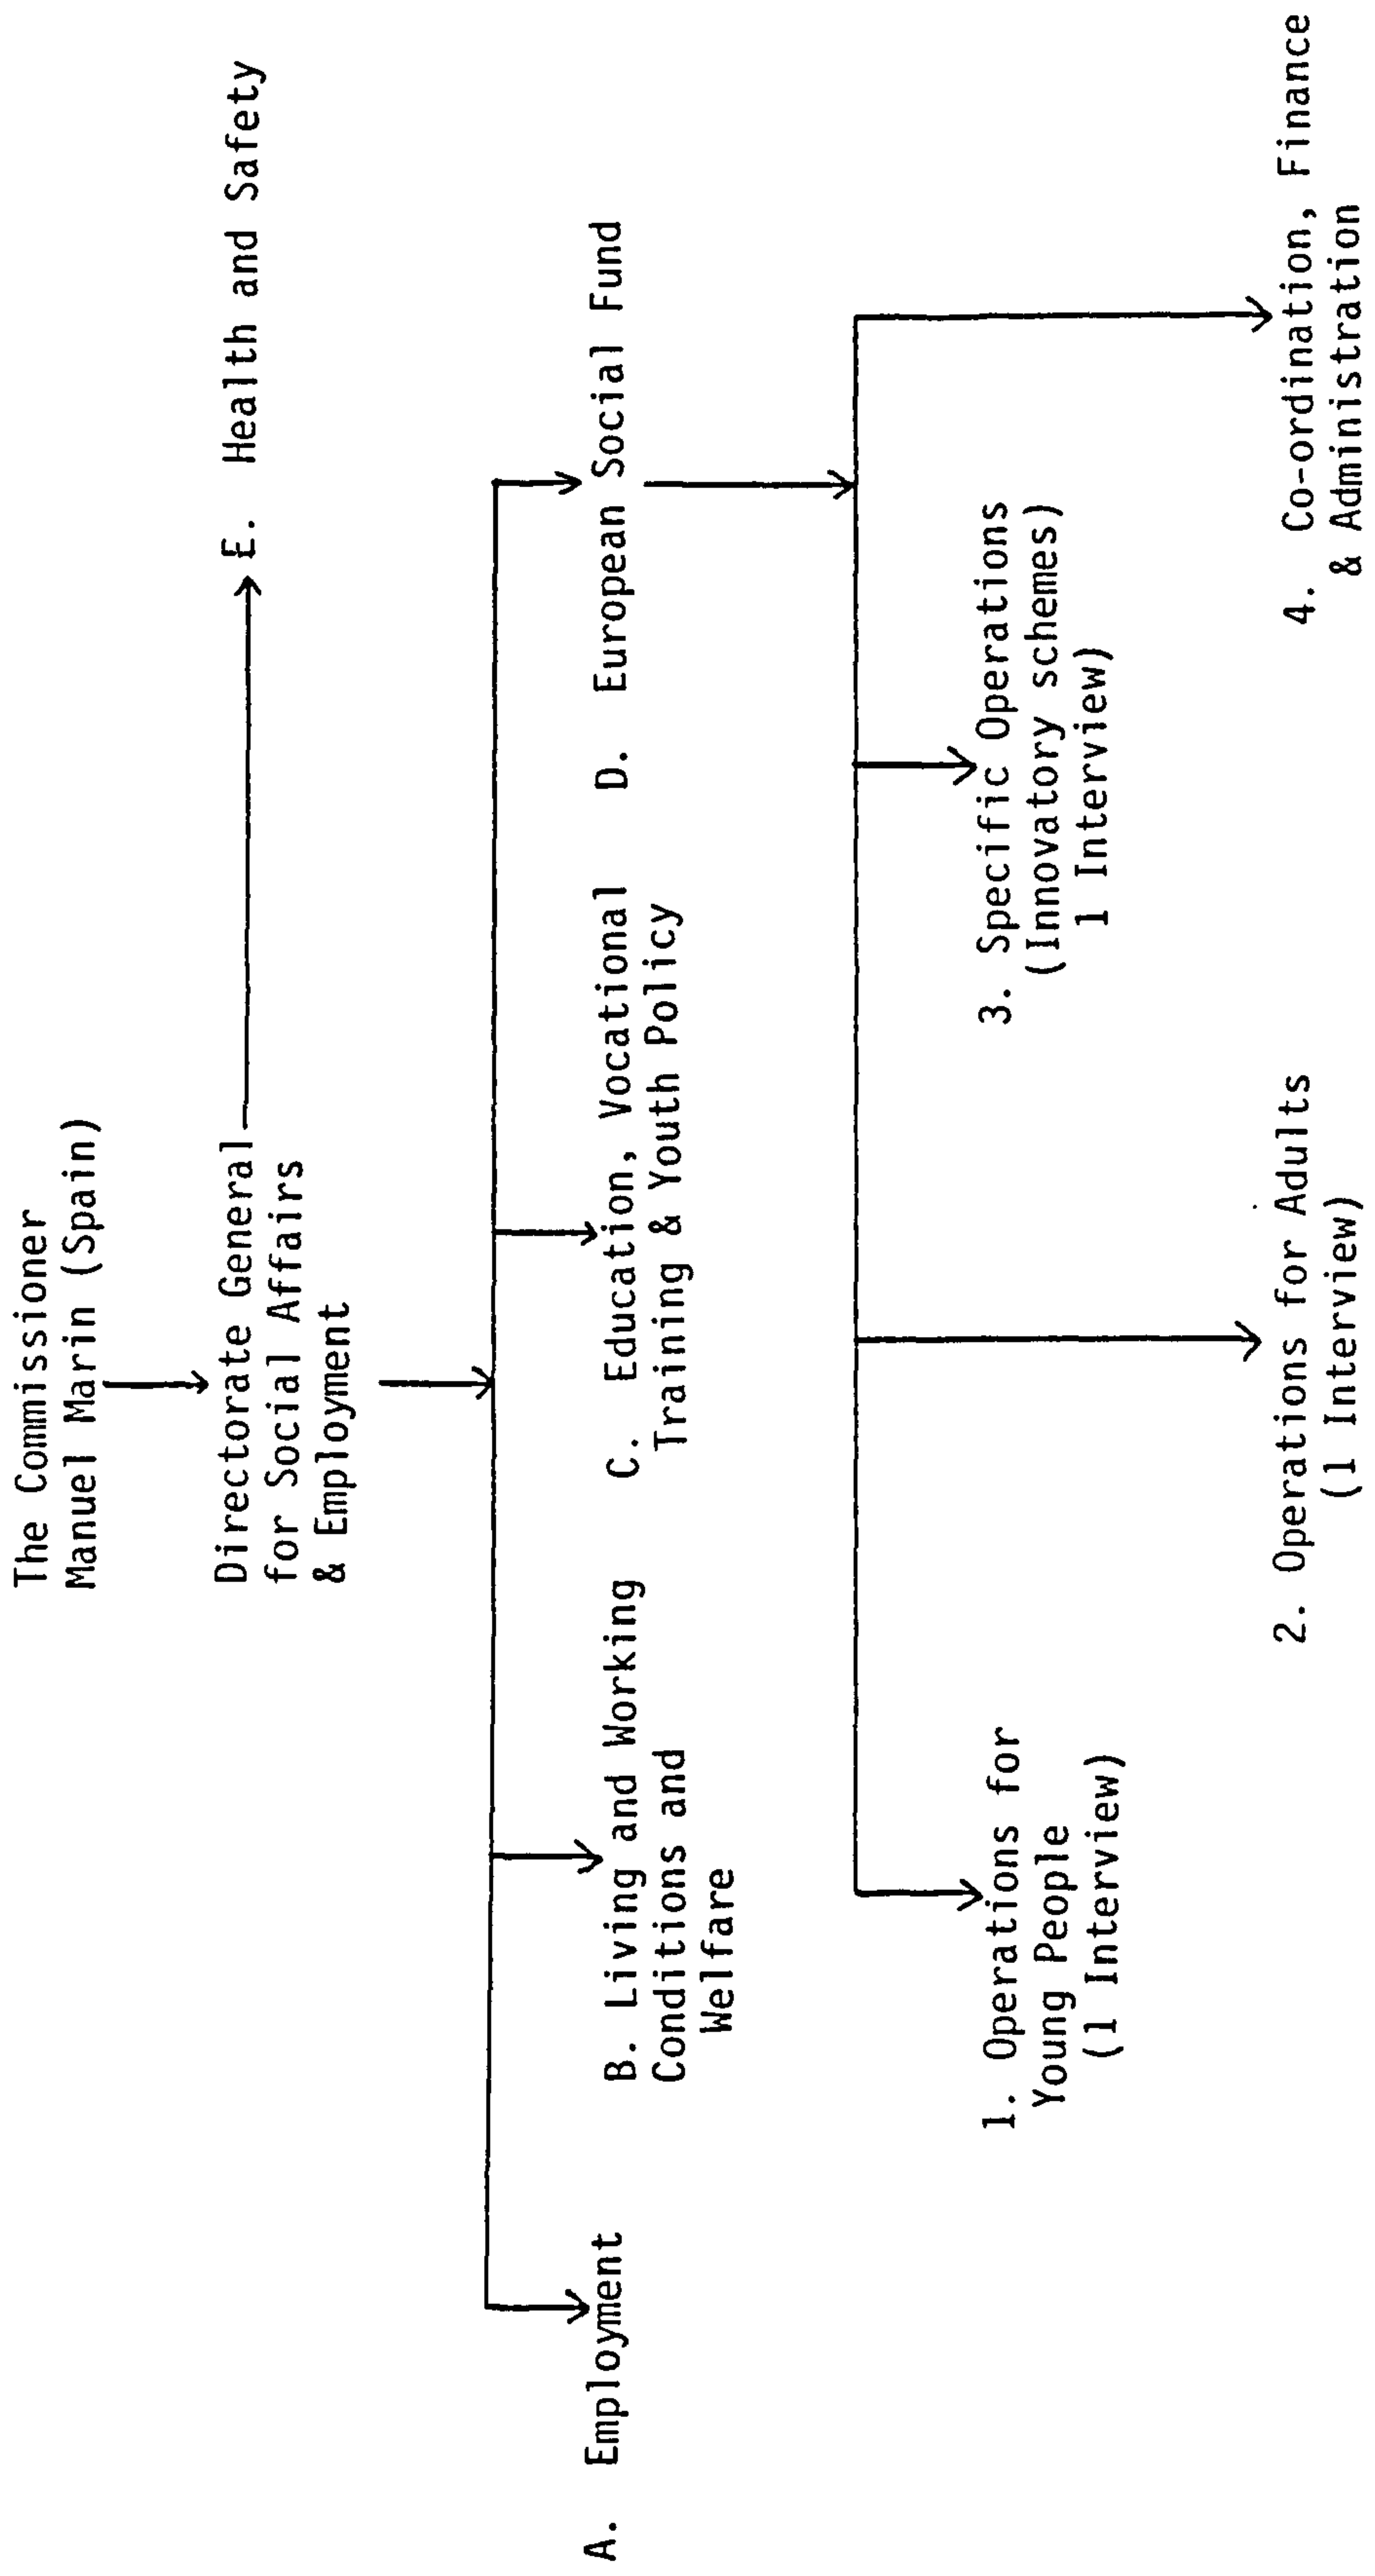 The Commissioner
Manuel Marin (Spain)
Directorate General
for Social Affairs
& Employment
E. Health and Safety
A. Employment
B. Living and Working
Conditions and
Welfare
C. Education, Vocational
Training & Youth Policy
D. European Social Fund
1. Operations for
Young People
(1 Interview)
2. Operations for Adults
(1 Interview)
3. Specific Operations
(Innovatory schemes)
1 Interview)
4. Co-ordination, Finance
& Administration